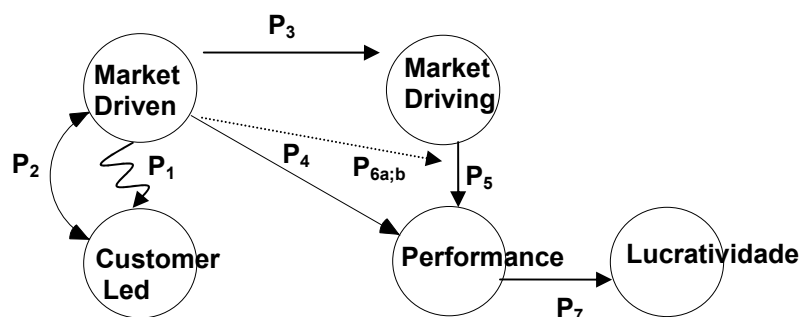 P3
Market
Driven
Market
Driving
P2
P1
P4
P6a;b
P5
Customer
Led
Performance
Lucratividade
P7